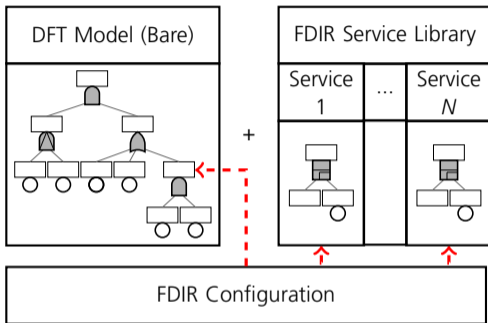 DFT Model (Bare)
FDIR Service Library
Service
1
...
Service
N
+
FDIR Configuration